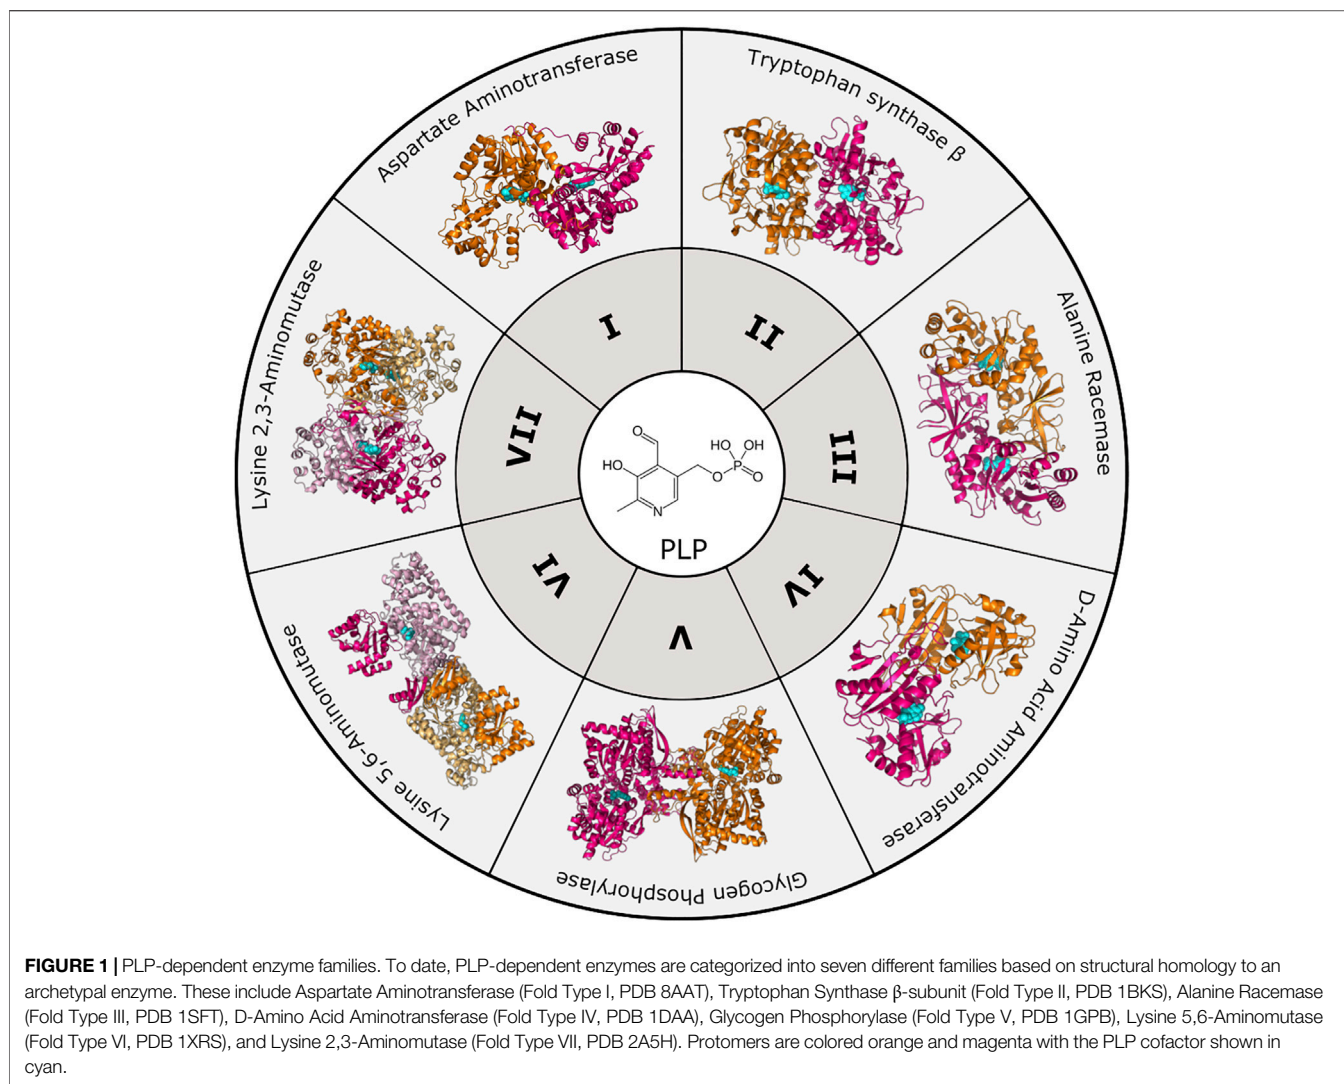 Aspartate Aminotransferase
Tryptophan synthase β
Alanine Racemase
D-Amino Acid Aminotransferase
Glycogen Phosphorylase
Lysine 5,6-Aminomutase
Lysine 2,3-Aminomutase
I
II
III
IV
V
VI
VII
O
HO
N
O
HO
OH
P
O
PLP
FIGURE 1 | PLP-dependent enzyme families. To date, PLP-dependent enzymes are categorized into seven different families based on structural homology to an
archetypal enzyme. These include Aspartate Aminotransferase (Fold Type I, PDB 8AAT), Tryptophan Synthase β-subunit (Fold Type II, PDB 1BKS), Alanine Racemase
(Fold Type III, PDB 1SFT), D-Amino Acid Aminotransferase (Fold Type IV, PDB 1DAA), Glycogen Phosphorylase (Fold Type V, PDB 1GPB), Lysine 5,6-Aminomutase
(Fold Type VI, PDB 1XRS), and Lysine 2,3-Aminomutase (Fold Type VII, PDB 2A5H). Protomers are colored orange and magenta with the PLP cofactor shown in
cyan.